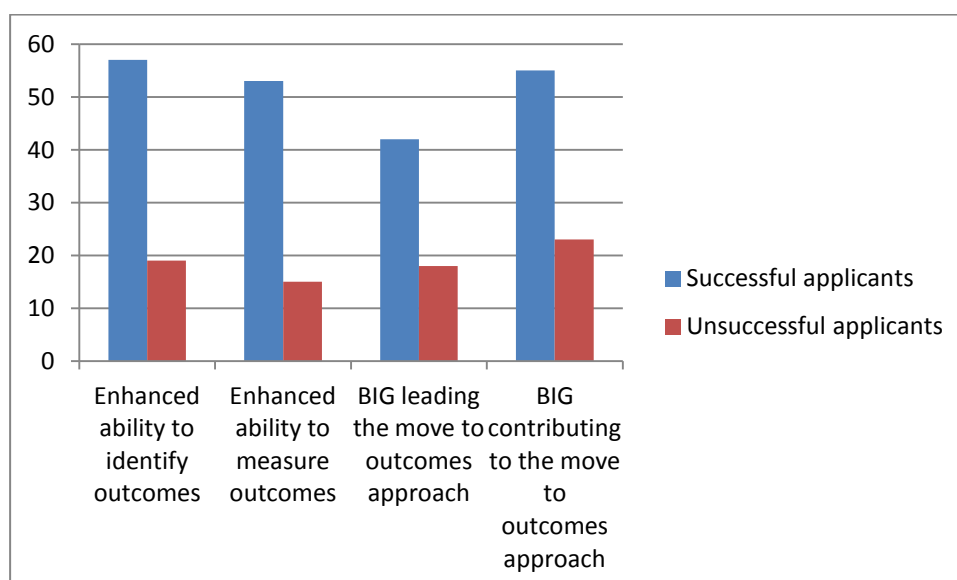 60
50
40
30
20
10
0
Enhanced
ability to
identify
outcomes
Enhanced
ability to
measure
outcomes
BIG leading
the move to
outcomes
approach
BIG
contributing
to the move
to
outcomes
approach
Successful applicants
Unsuccessful applicants